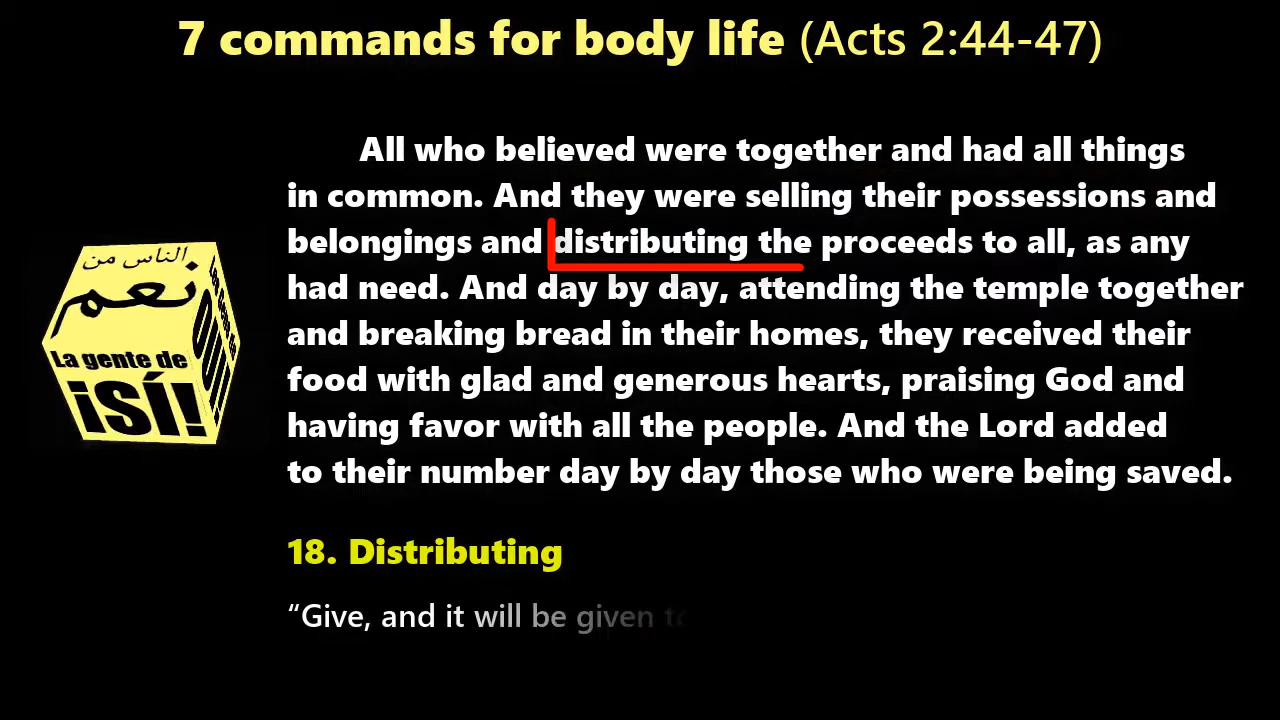 7 commands for body life (Acts 2:44-47)
All who believed were together and had all things
in common. And they were selling their possessions and
belongings and distributing the proceeds to all, as any
had need. And day by day, attending the temple together
and breaking bread in their homes, they received their
food with glad and generous hearts, praising God and
having favor with all the people. And the Lord added
to their number day by day those who were being saved.
الناس من
نعم
La gente de
¡SÍ!
18. Distributing
“Give, and it will be given to